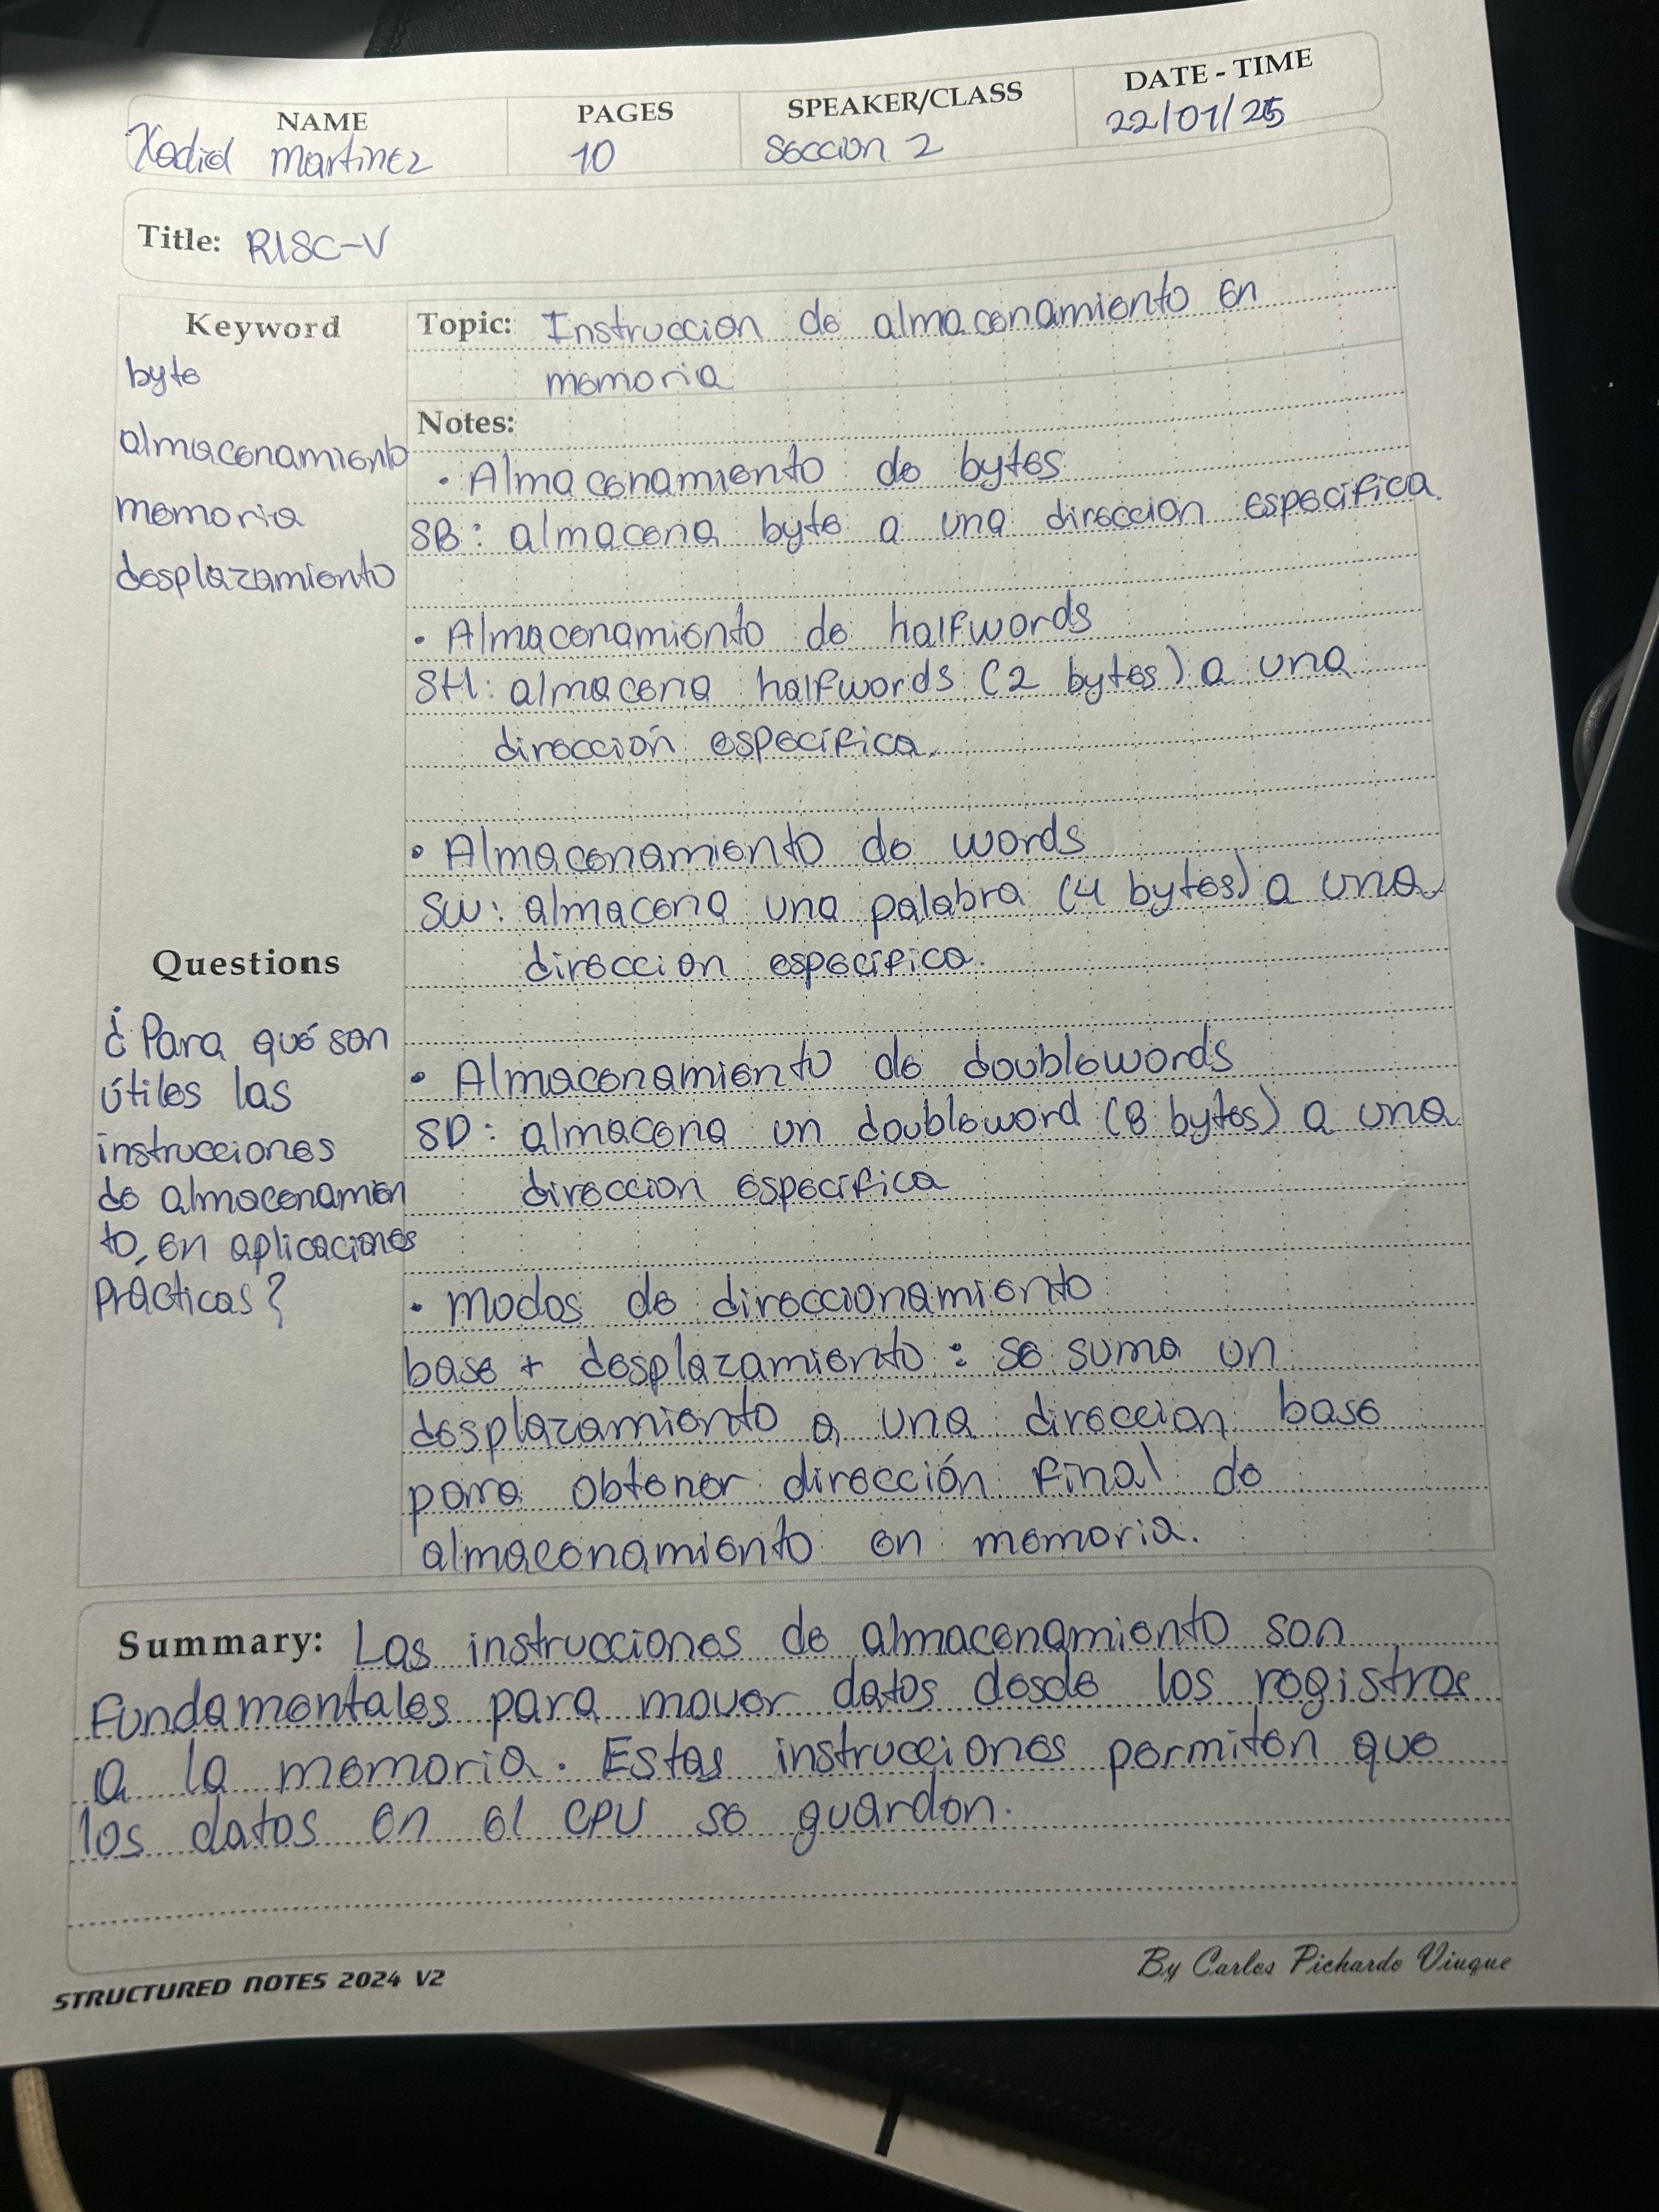 NAME PAGES SPEAKER/CLASS DATE - TIME
Martinez 10 Seccion 2 22/01/25
Title: RISC-V
Keyword
byte
almacenamiento
memoria
desplazamiento
Questions
¿Para qué son
útiles las
instrucciones
de almacenamien
to, en aplicaciones
Prácticas?
Topic: Instruccion de almacenamiento en
memoria
Notes:
• Almacenamiento de bytes
SB: almacena byte a una direccion especifica
• Almacenamiento de halfwords
SH: almacena halfwords (2 bytes) a una
dirección específica.
• Almacenamiento de words
SW: almacena una palabra (4 bytes) a una
direccion especifica.
• Almacenamiento de doublewords
SD: almacena un doubleword (8 bytes) a una
direccion especifica
• Modos de direccionamiento
base + desplazamiento: se suma un
desplazamiento a una direccion base
para obtener dirección final de
almacenamiento en memoria.
Summary: Las instrucciones de almacenamiento son
fundamentales para mover datos desde los registros
a la memoria. Estas instrucciones permiten que
los datos en el CPU se guarden.
STRUCTURED NOTES 2024 V2
By Carlos Pichardo Viuque